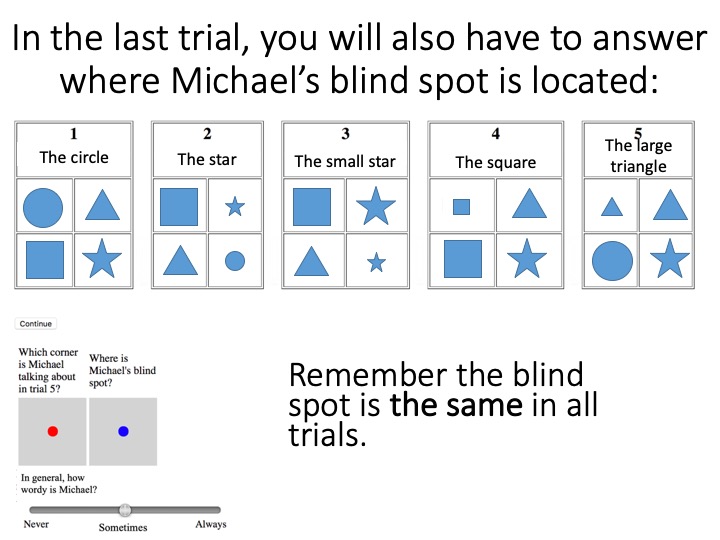 In the last trial, you will also have to answer
where Michael's blind spot is located:
1
The circle
2
The star
3
The small star
4
The square
5
The large
triangle
Continue
Which corner
is Michael
talking about
in trial 5?
Where is
Michael's blind
spot?
In general, how
wordy is Michael?
Never
Sometimes
Always
Remember the blind
spot is the same in all
trials.